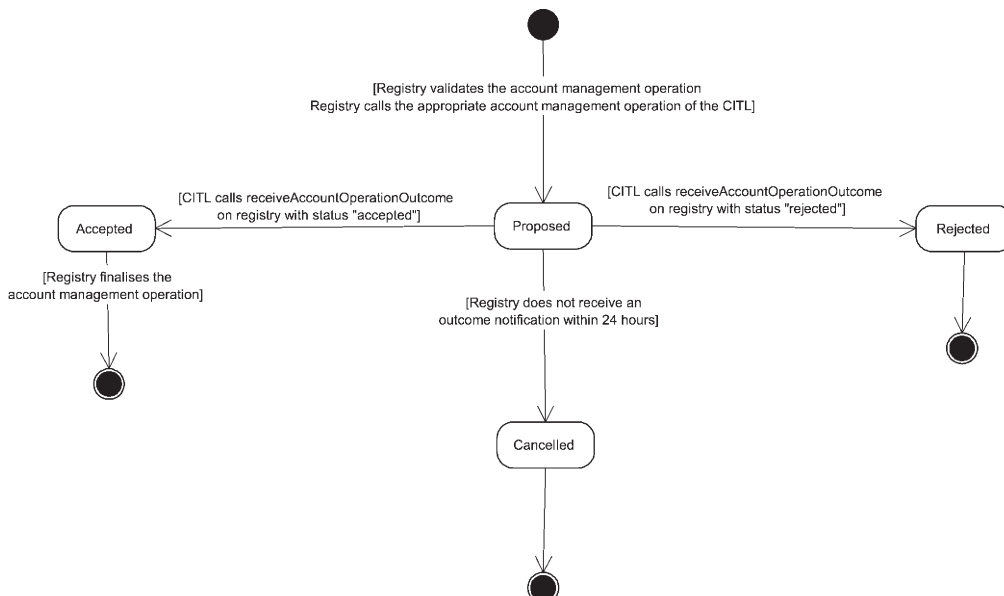 [Registry validates the account management operation
Registry calls the appropriate account management operation of the CITL]
[CITL calls receiveAccountOperationOutcome
on registry with status "accepted"]
[CITL calls receiveAccountOperationOutcome
on registry with status "rejected"]
Accepted
Proposed
Rejected
[Registry finalises the
account management operation]
[Registry does not receive an
outcome notification within 24 hours]
Cancelled